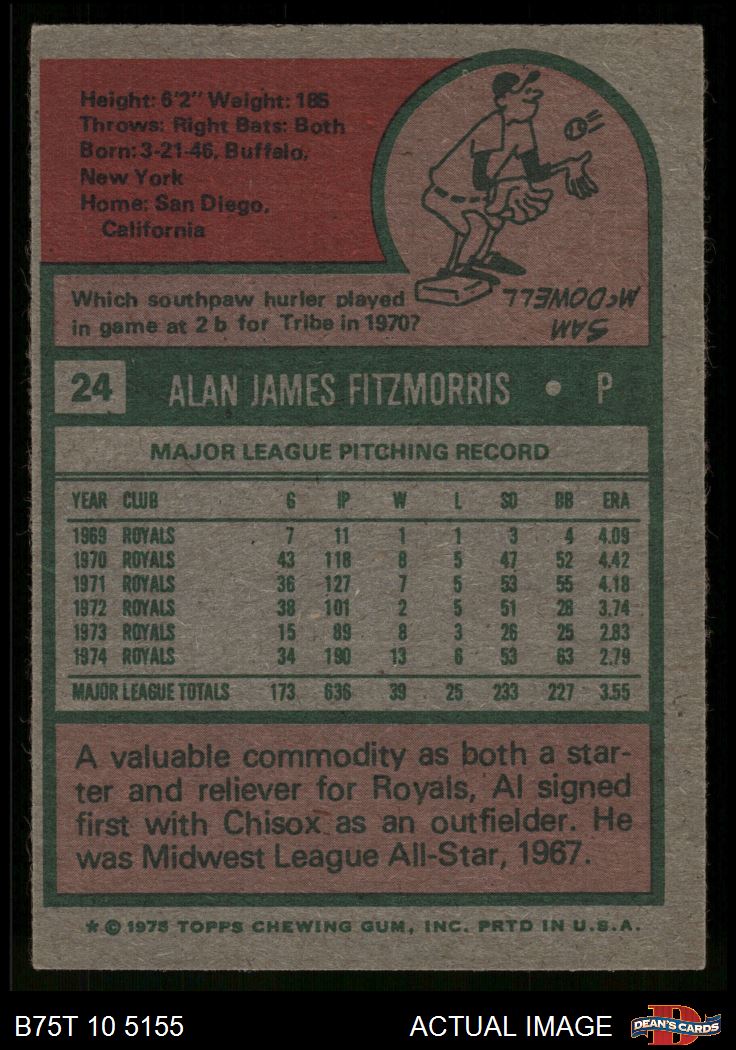 Height: 6'2" Weight: 185
Throws: Right Bats: Both
Born: 3-21-46, Buffalo,
New York
Home: San Diego,
California
Which southpaw hurler played
in game at 2 b for Tribe in 1970?
SAM
McDOWELL
24 ALAN JAMES FITZMORRIS • P
MAJOR LEAGUE PITCHING RECORD
YEAR CLUB G IP W L SO BB ERA
1969 ROYALS 7 11 1 1 3 4 4.09
1970 ROYALS 43 118 8 5 47 52 4.42
1971 ROYALS 36 127 7 5 53 55 4.18
1972 ROYALS 38 101 2 5 51 28 3.74
1973 ROYALS 15 89 8 3 26 25 2.83
1974 ROYALS 34 190 13 6 53 63 2.79
MAJOR LEAGUE TOTALS 173 636 39 25 233 227 3.55
A valuable commodity as both a star-
ter and reliever for Royals, Al signed
first with Chisox as an outfielder. He
was Midwest League All-Star, 1967.
* © 1975 TOPPS CHEWING GUM, INC. PRTD IN U.S.A.
B75T 10 5155 ACTUAL IMAGE DEAN'S CARDS